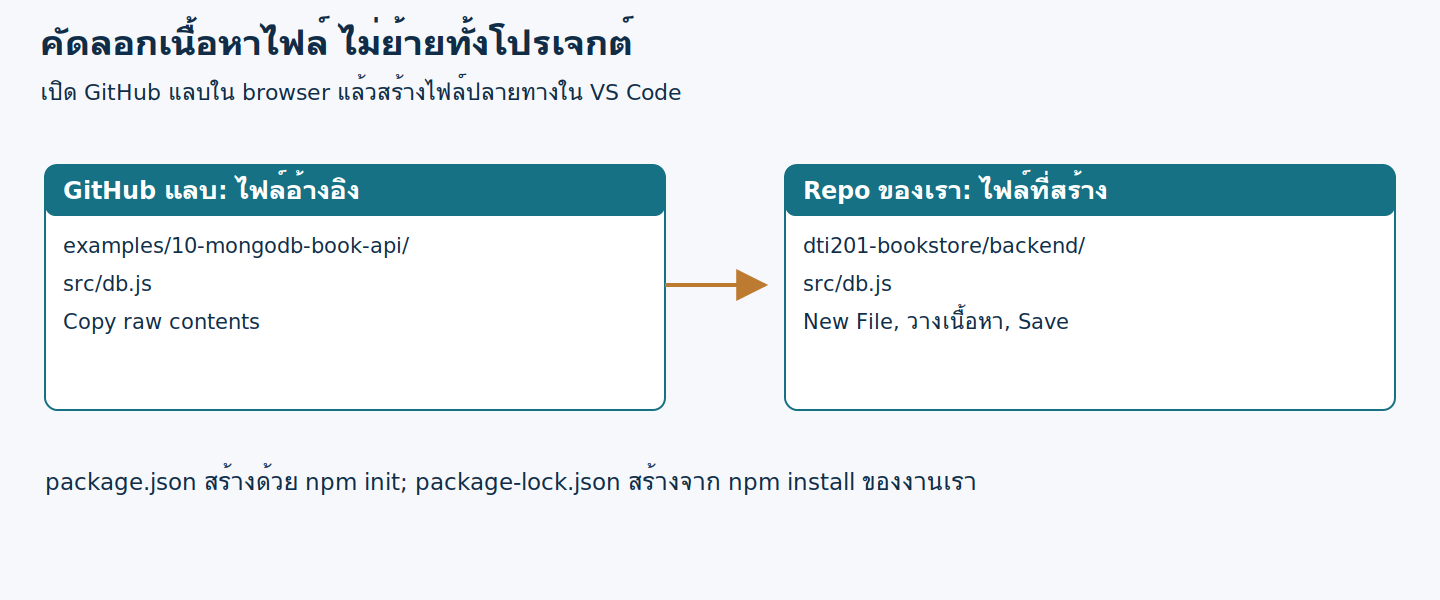 คัดลอกเนื้อหาไฟล์ ไม่ย้ายทั้งโปรเจกต์
เปิด GitHub แลบใน browser แล้วสร้างไฟล์ปลายทางใน VS Code
GitHub แลบ: ไฟล์อ้างอิง
examples/10-mongodb-book-api/
src/db.js
Copy raw contents
Repo ของเรา: ไฟล์ที่สร้าง
dti201-bookstore/backend/
src/db.js
New File, วางเนื้อหา, Save
package.json สร้างด้วย npm init; package-lock.json สร้างจาก npm install ของงานเรา